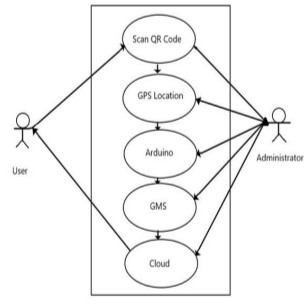 Scan QR Code
GPS Location
Arduino
User
Administrator
GMS
Cloud